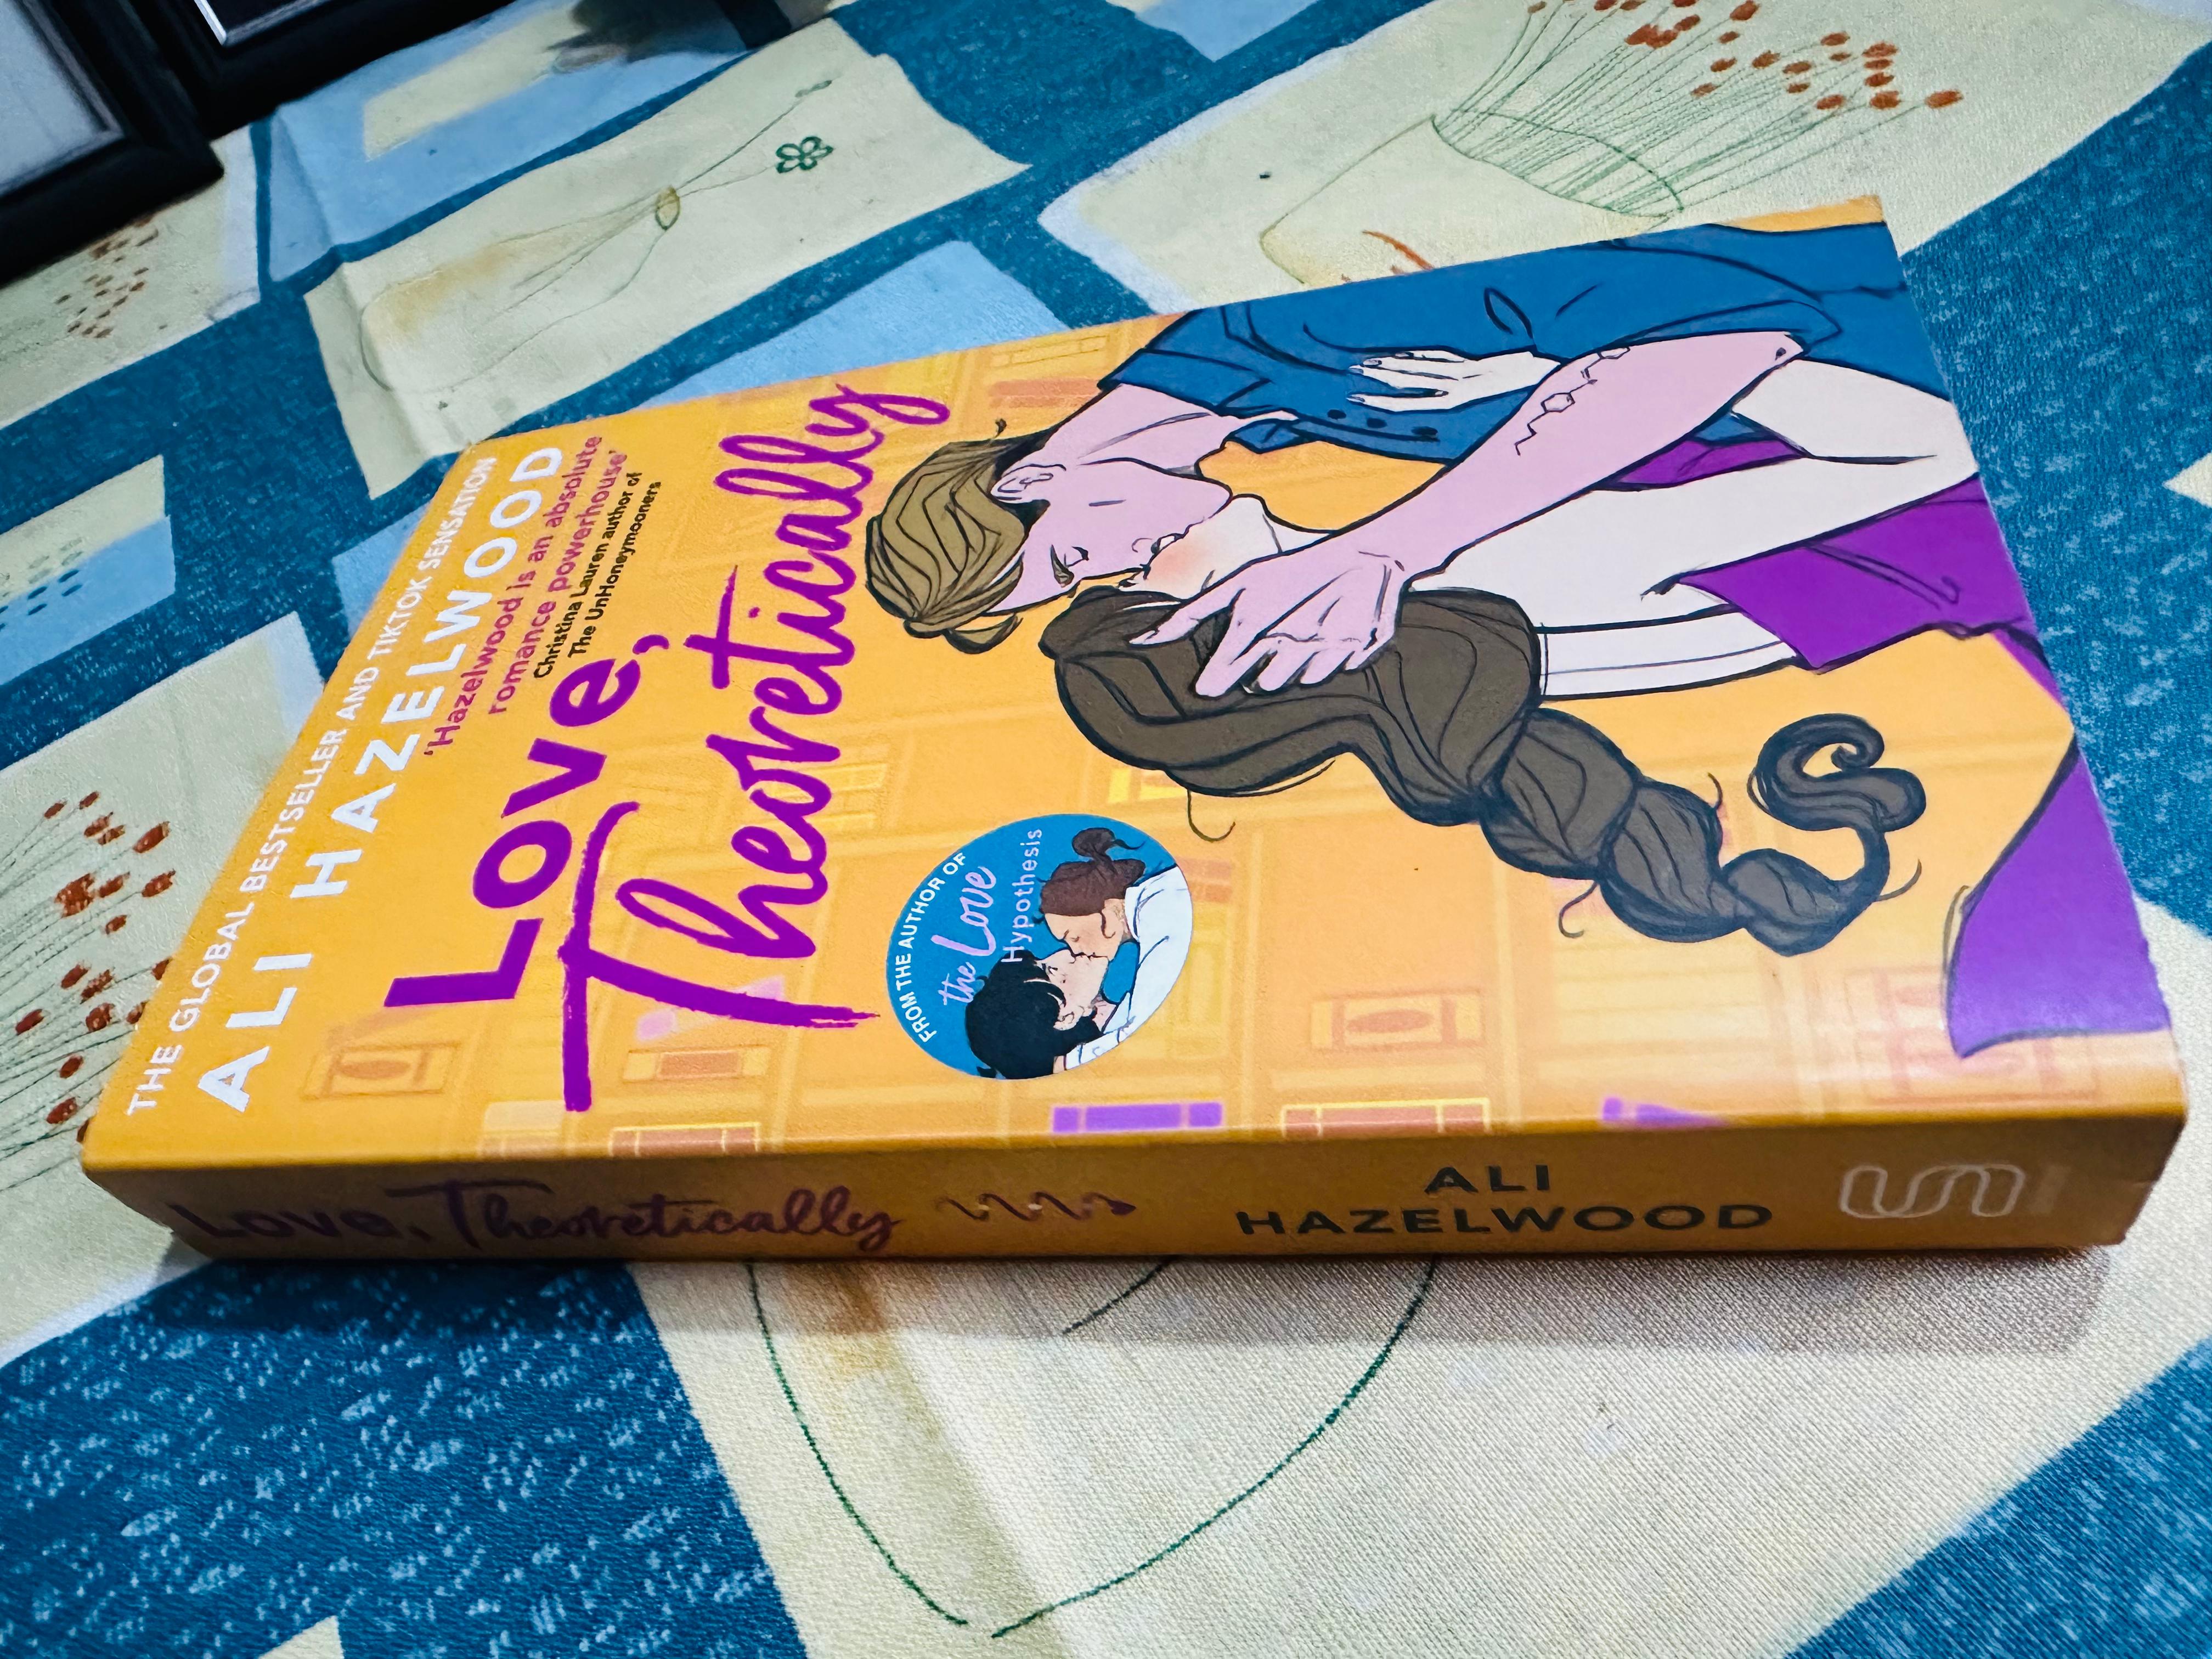 THE GLOBAL BESTSELLER AND TIKTOK SENSATION
ALI HAZELWOOD
'Hazelwood is an absolute
romance powerhouse'
Christina Lauren author of
The UnHoneymooners
Love,
Theoretically
FROM THE AUTHOR OF
the Love
Hypothesis
Love, Theoretically
ALI
HAZELWOOD